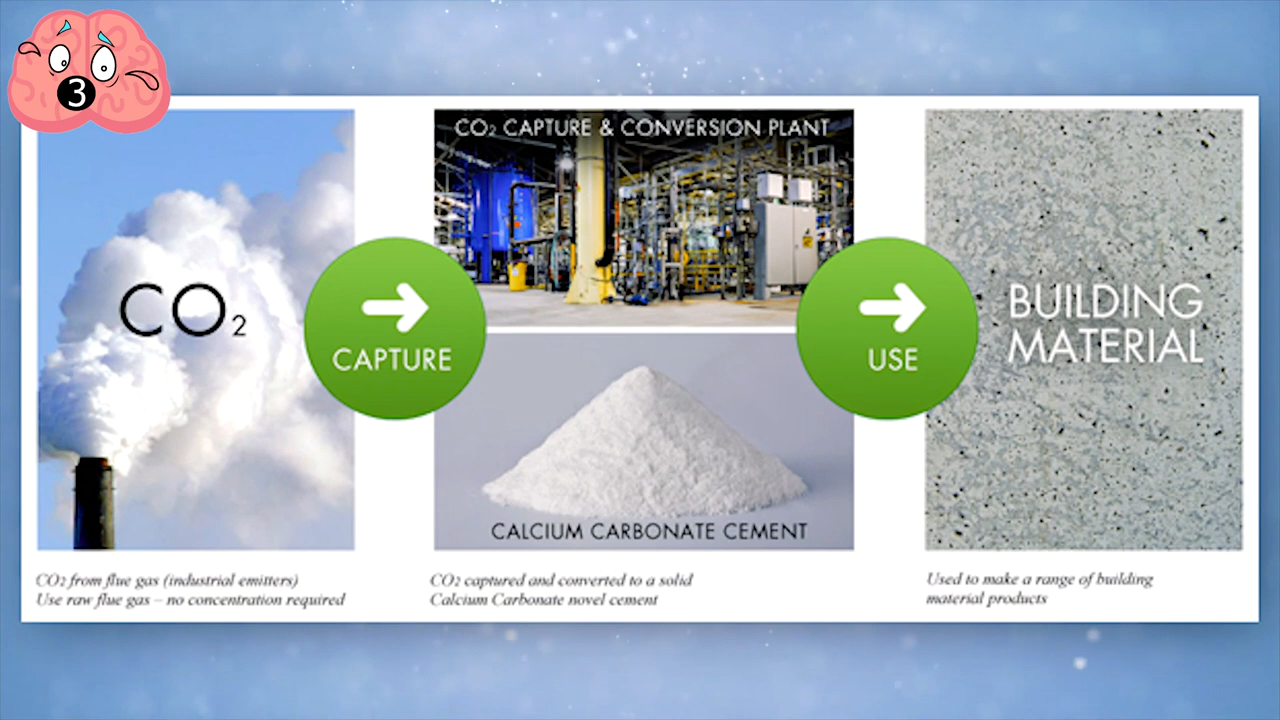 3
CO₂
CAPTURE
CO₂ CAPTURE & CONVERSION PLANT
CALCIUM CARBONATE CEMENT
USE
BUILDING
MATERIAL
CO₂ from flue gas (industrial emitters)
Use raw flue gas – no concentration required
CO₂ captured and converted to a solid
Calcium Carbonate novel cement
Used to make a range of building
material products